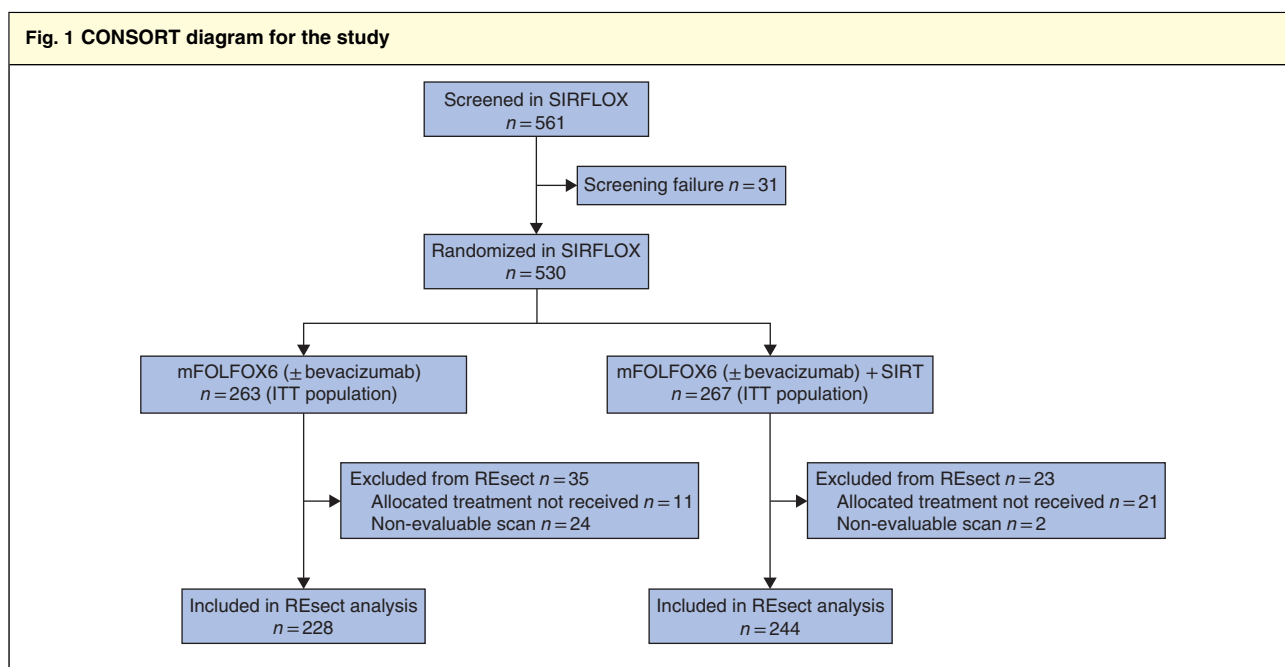 Fig. 1 CONSORT diagram for the study
Screened in SIRFLOX
n = 561
Screening failure n = 31
Randomized in SIRFLOX
n = 530
mFOLFOX6 (± bevacizumab)
n = 263 (ITT population)
mFOLFOX6 (± bevacizumab) + SIRT
n = 267 (ITT population)
Excluded from REsect n = 35
Allocated treatment not received n = 11
Non-evaluable scan n = 24
Excluded from REsect n = 23
Allocated treatment not received n = 21
Non-evaluable scan n = 2
Included in REsect analysis
n = 228
Included in REsect analysis
n = 244